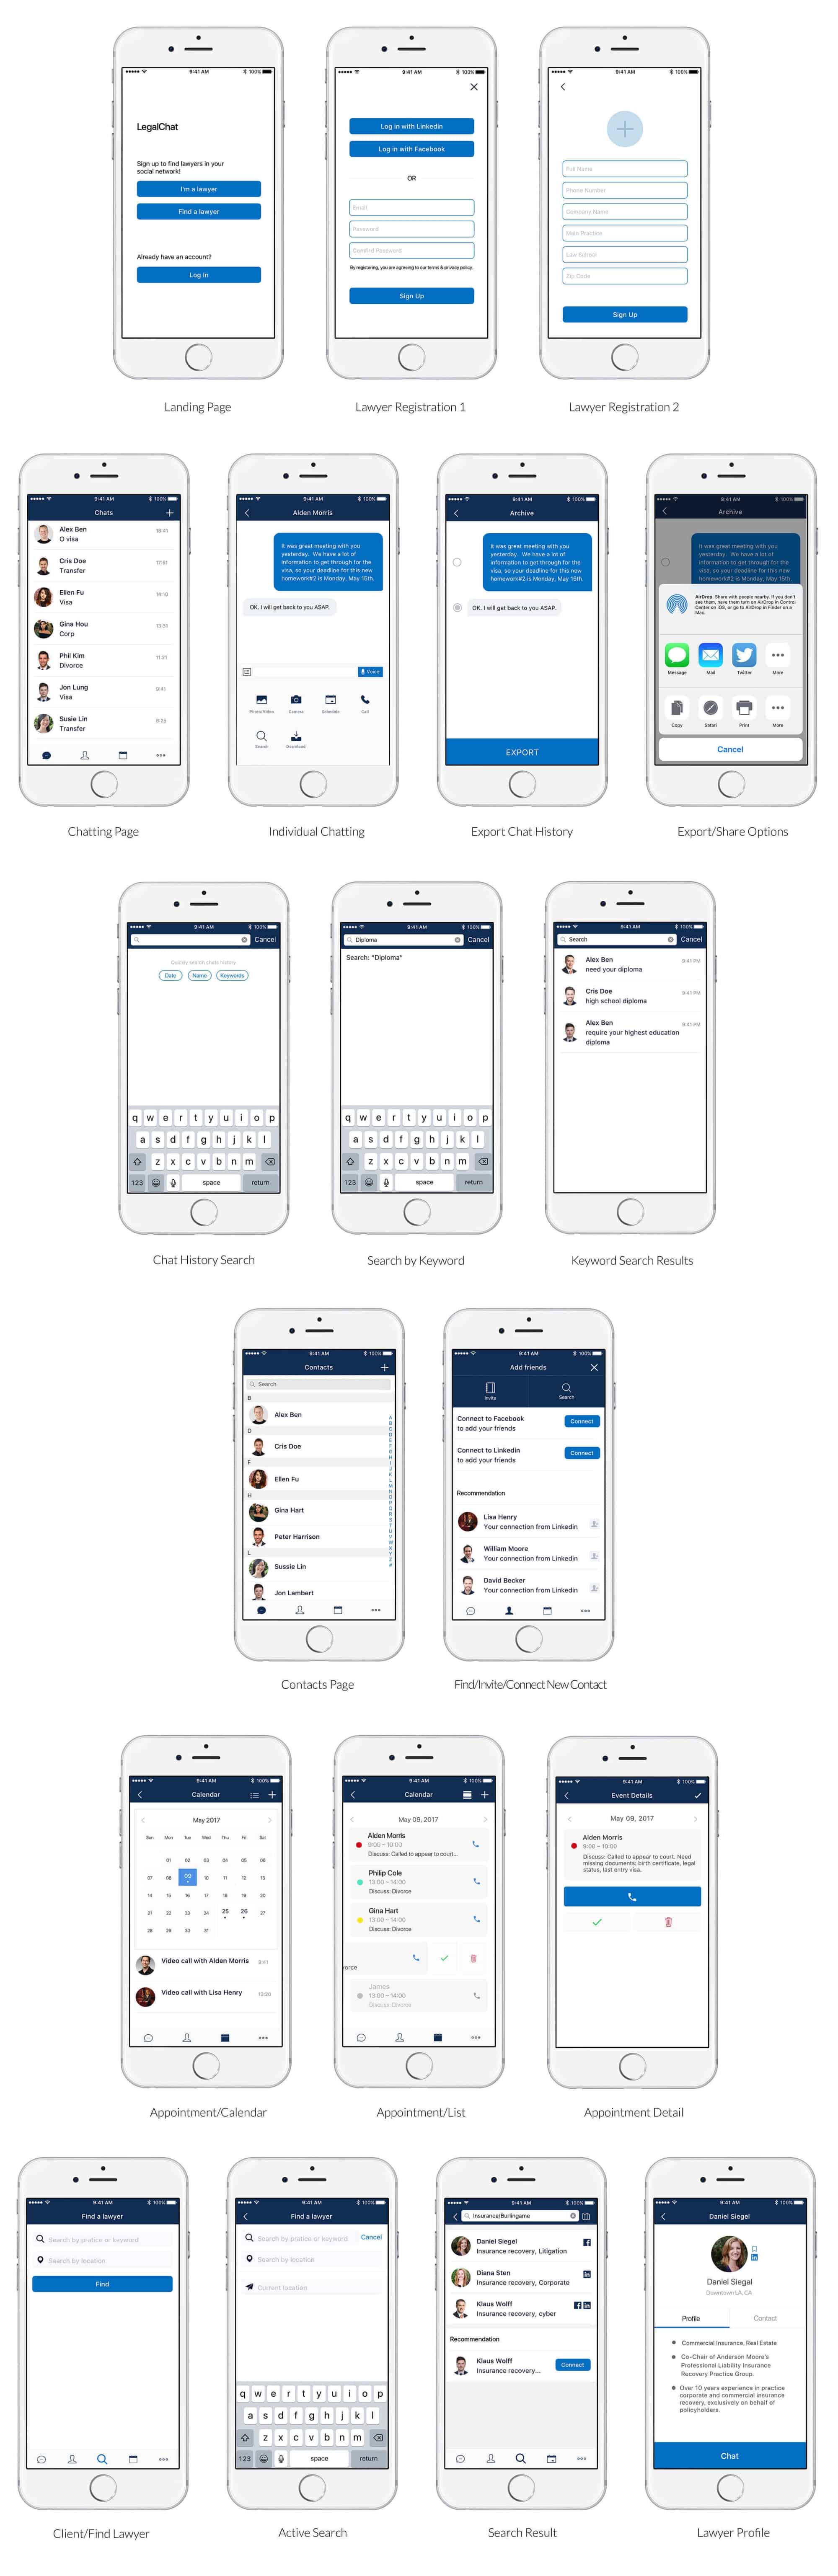 9:41 AM
100%
LegalChat
Sign up to find lawyers in your
social network!
I'm a lawyer
Find a lawyer
Already have an account?
Log in
Landing Page
9:41 AM
100%
Log in with Linkedin
Log in with Facebook
OR
Email
Password
By registering, you are agreeing to our terms & privacy policy.
Sign Up
Lawyer Registration 1
9:41 AM
100%
Full Name
Phone Number
Company Name
Main Practice
Law School
Zip Code
Sign Up
Lawyer Registration 2
9:41 AM
100%
Chats
Alex Ben
16:41
O visa
Cris Doe
17:51
Transfer
Ellen Fu
14:15
Visa
Gina Hou
13:31
Corp
Phil Kim
11:21
Divorce
Jon Lung
9:41
Visa
Susie Lin
9:25
Transfer
Chatting Page
9:41 AM
100%
Alden Morris
It was great meeting with you
yesterday. We have a lot of
information to get through for the
visa, so your deadline for this new
homework#2 is Monday, May 15th.
OK. I will get back to you ASAP.
Voice
Photo/Video
Camera
Schedule
Call
Search
Download
Individual Chatting
9:41 AM
100%
Archive
It was great meeting with you
yesterday. We have a lot of
information to get through for the
visa, so your deadline for this new
homework#2 is Monday, May 15th.
OK. I will get back to you ASAP.
EXPORT
Export Chat History
9:41 AM
100%
Archive
It was great meeting with you
yesterday. We have a lot of
information to get through for the
visa, so your deadline for this new
homework#2 is Monday, May 15th.
AirDrop. Share with people nearby. If you don't
see them, have them turn on AirDrop in Control
Center on iOS, or go to AirDrop in Finder on a
Mac.
Message
Mail
Twitter
More
Copy
Safari
Print
More
Cancel
Export/Share Options
9:41 AM
100%
Cancel
Quickly search chats history
Date
Name
Keywords
q w e r t y u i o p
a s d f g h j k l
z x c v b n m
123
space
return
Chat History Search
9:41 AM
100%
Diploma
Cancel
Search: "Diploma"
q w e r t y u i o p
a s d f g h j k l
z x c v b n m
123
space
return
Search by Keyword
9:41 AM
100%
Search
Cancel
Alex Ben
9:41 PM
need your diploma
Cris Doe
9:41 PM
high school diploma
Alex Ben
9:41 PM
require your highest education
diploma
Keyword Search Results
9:41 AM
100%
Contacts
Search
B
Alex Ben
D
Cris Doe
F
Ellen Fu
H
Gina Hart
Peter Harrison
L
Sussie Lin
Jon Lambert
A
B
C
D
E
F
G
H
I
J
K
L
M
N
O
P
Q
R
S
T
U
V
W
X
Y
Z
#
Contacts Page
9:41 AM
100%
Add friends
Invite
Search
Connect to Facebook
to add your friends
Connect
Connect to Linkedin
to add your friends
Connect
Recommendation
Lisa Henry
Your connection from Linkedin
William Moore
Your connection from Linkedin
David Becker
Your connection from Linkedin
Find/Invite/Connect New Contact
9:41 AM
100%
Calendar
May 2017
Sun Mon Tue Wed Thu Fri Sat
01 02 03 04 05 06
07 08 09 10 11 12 13
14 15 16 17 18 19 20
21 22 23 24 25 26 27
28 29 30 31
Video call with Alden Morris
9:41
Video call with Lisa Henry
13:20
Appointment/Calendar
9:41 AM
100%
Calendar
May 09, 2017
Alden Morris
9:00 – 10:00
Discuss: Called to appear to court...
Philip Cole
13:00 – 14:00
Discuss: Divorce
Gina Hart
13:00 – 14:00
Discuss: Divorce
vorce
James
13:00 – 14:00
Discuss: Divorce
Appointment/List
9:41 AM
100%
Event Details
May 09, 2017
Alden Morris
9:00 – 10:00
Discuss: Called to appear to court. Need
missing documents: birth certificate, legal
status, last entry visa.
Appointment Detail
9:41 AM
100%
Find a lawyer
Search by pratice or keyword
Search by location
Find
Client/Find Lawyer
9:41 AM
100%
Find a lawyer
Search by pratice or keyword
Cancel
Search by location
Current location
q w e r t y u i o p
a s d f g h j k l
z x c v b n m
123
space
return
Active Search
9:41 AM
100%
Insurance/Burlingame
Daniel Siegel
Insurance recovery, Litigation
Diana Sten
Insurance recovery, Corporate
Klaus Wolff
Insurance recovery, cyber
Recommendation
Klaus Wolff
Insurance recovery...
Connect
Search Result
9:41 AM
100%
Daniel Siegel
Daniel Siegal
Downtown LA, CA
Profile
Contact
Commercial Insurance, Real Estate
Co-Chair of Anderson Moore's
Professional Liability Insurance
Recovery Practice Group.
Over 10 years experience in practice
corporate and commercial insurance
recovery, exclusively on behalf of
policyholders.
Chat
Lawyer Profile